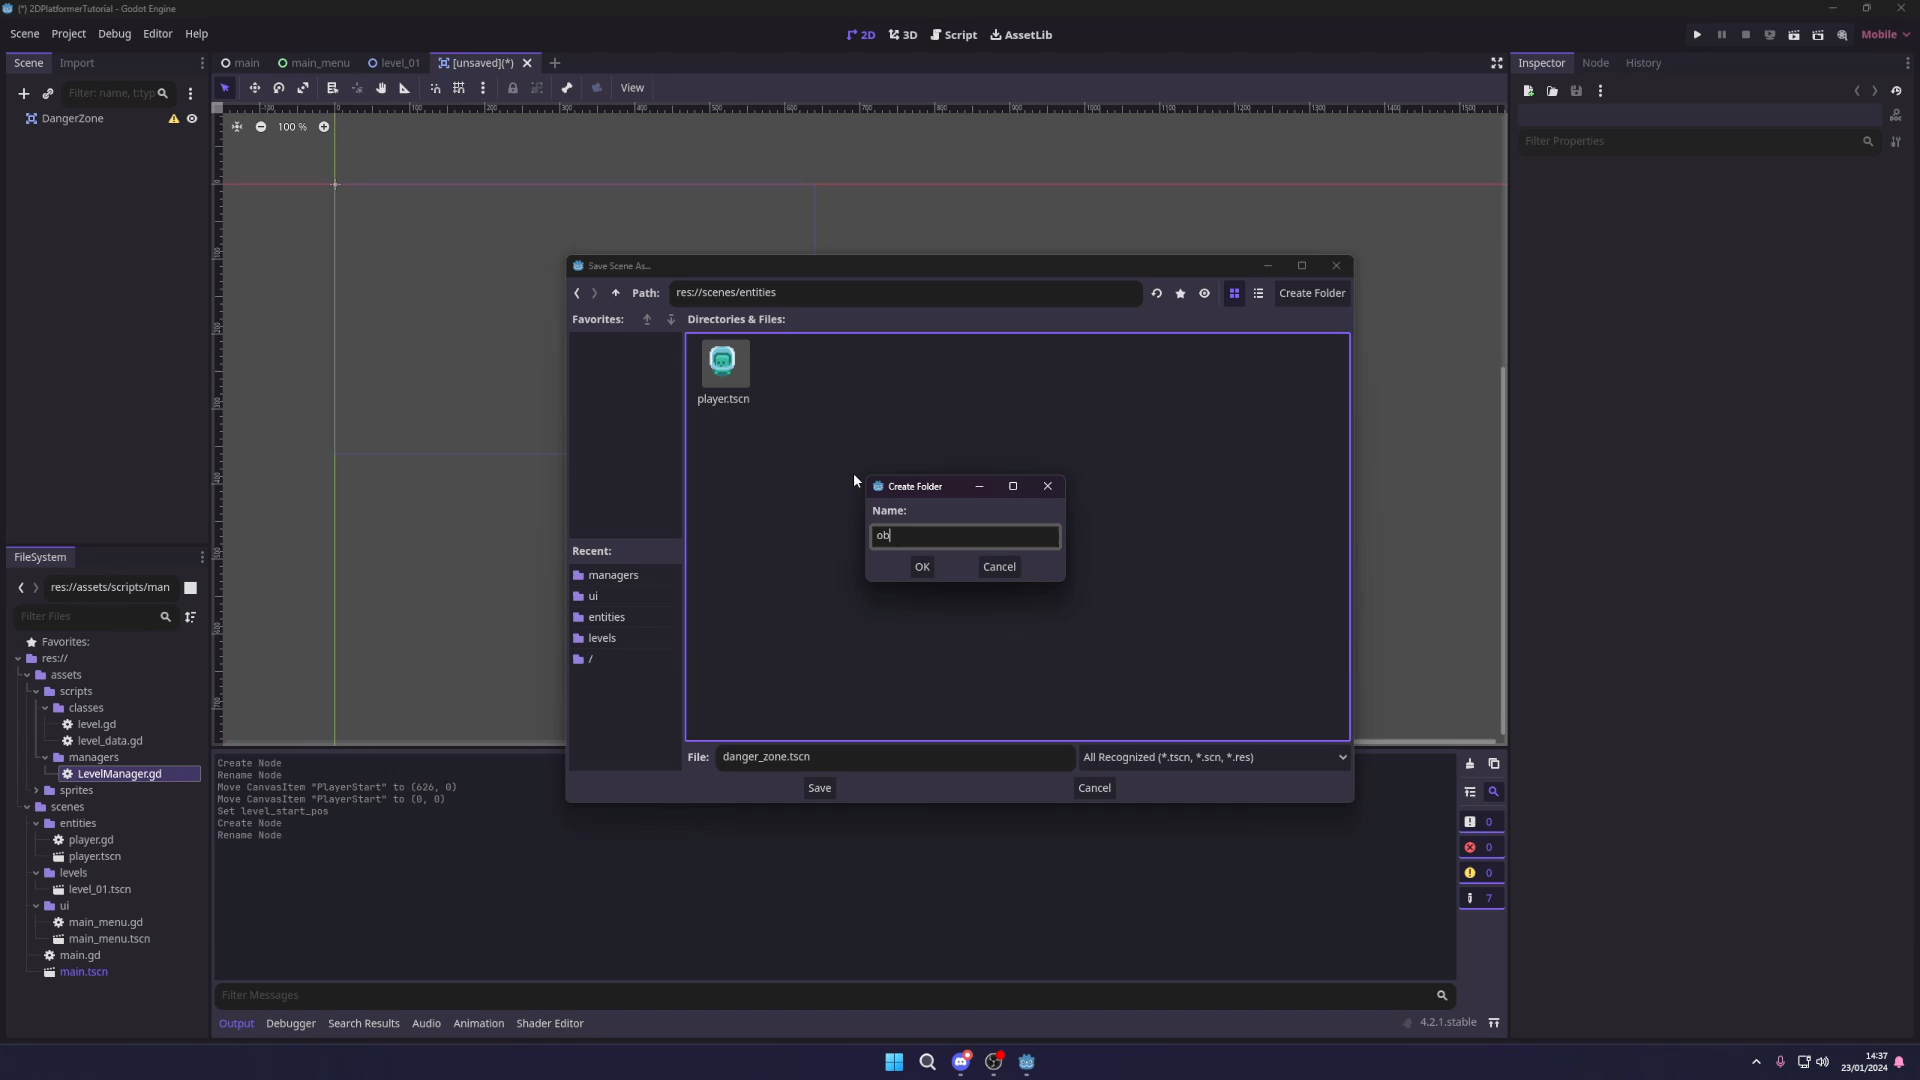 (*) 2DPlatformerTutorial - Godot Engine
Scene Project Debug Editor Help
2D 3D Script AssetLib
Mobile
Scene Import
main main_menu level_01 [unsaved](*)
Inspector Node History
Filter: name, t:typ
View
DangerZone
100 %
Filter Properties
Save Scene As...
Path: res://scenes/entities Create Folder
Favorites: Directories & Files:
player.tscn
Create Folder
Name:
ob
OK Cancel
Recent:
managers
ui
entities
levels
/
File: danger_zone.tscn All Recognized (*.tscn, *.scn, *.res)
Save Cancel
FileSystem
res://assets/scripts/man
Filter Files
Favorites:
res://
assets
scripts
classes
level.gd
level_data.gd
managers
LevelManager.gd
sprites
scenes
entities
player.gd
player.tscn
levels
level_01.tscn
ui
main_menu.gd
main_menu.tscn
main.gd
main.tscn
Create Node
Rename Node
Move CanvasItem "PlayerStart" to (626, 0)
Move CanvasItem "PlayerStart" to (0, 0)
Set level_start_pos
Create Node
Rename Node
0
0
0
7
Filter Messages
Output Debugger Search Results Audio Animation Shader Editor
4.2.1.stable
14:37
23/01/2024